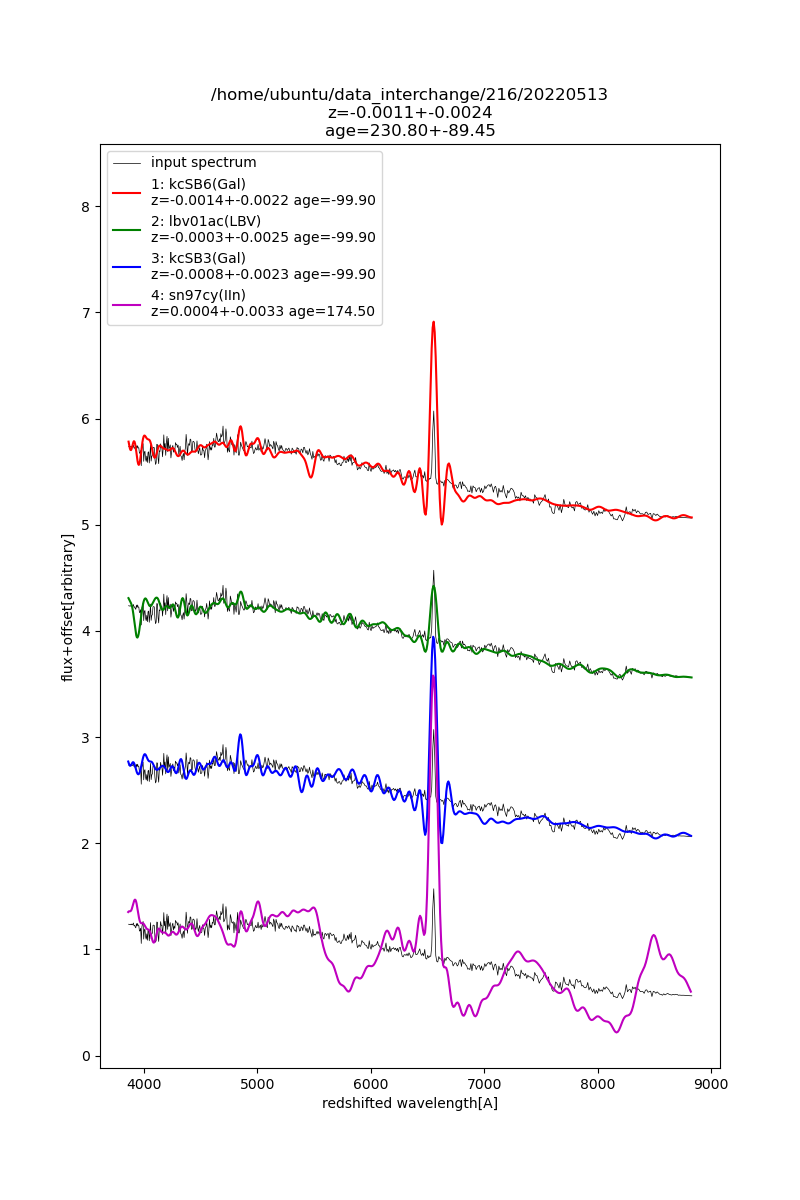 /home/ubuntu/data_interchange/216/20220513
z=-0.0011+-0.0024
age=230.80+-89.45
input spectrum
1: kcSB6(Gal)
z=-0.0014+-0.0022 age=-99.90
2: lbv01ac(LBV)
z=-0.0003+-0.0025 age=-99.90
3: kcSB3(Gal)
z=-0.0008+-0.0023 age=-99.90
4: sn97cy(IIn)
z=0.0004+-0.0033 age=174.50
8
7
6
5
4
3
2
1
0
flux+offset[arbitrary]
4000 5000 6000 7000 8000 9000
redshifted wavelength[A]